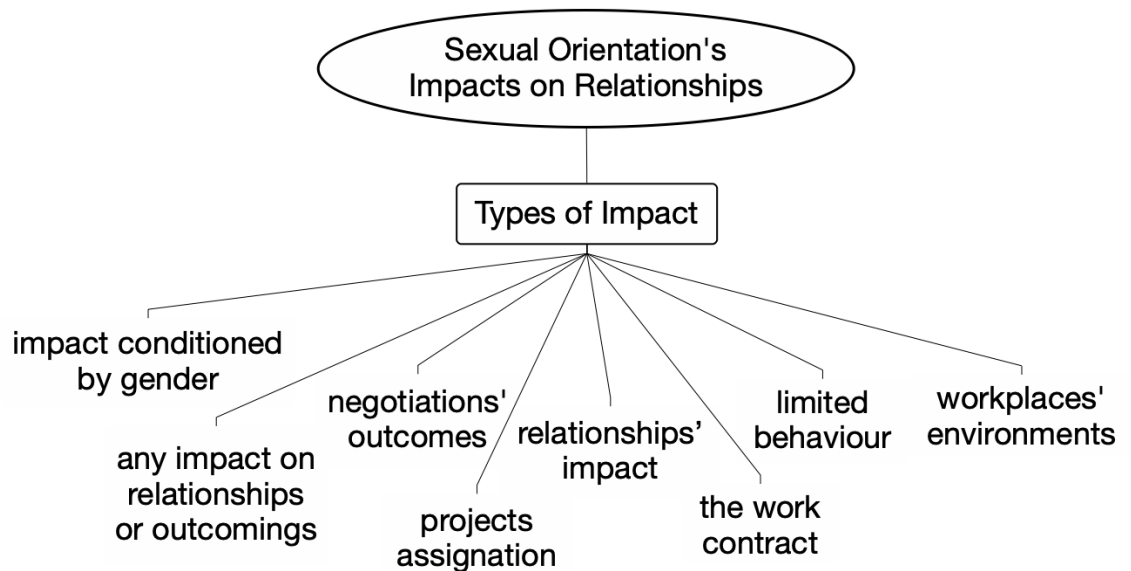 Sexual Orientation's
Impacts on Relationships
Types of Impact
impact conditioned
by gender
any impact on
relationships
or outcomings
negotiations'
outcomes
projects
assignation
relationships’
impact
the work
contract
limited
behaviour
workplaces'
environments